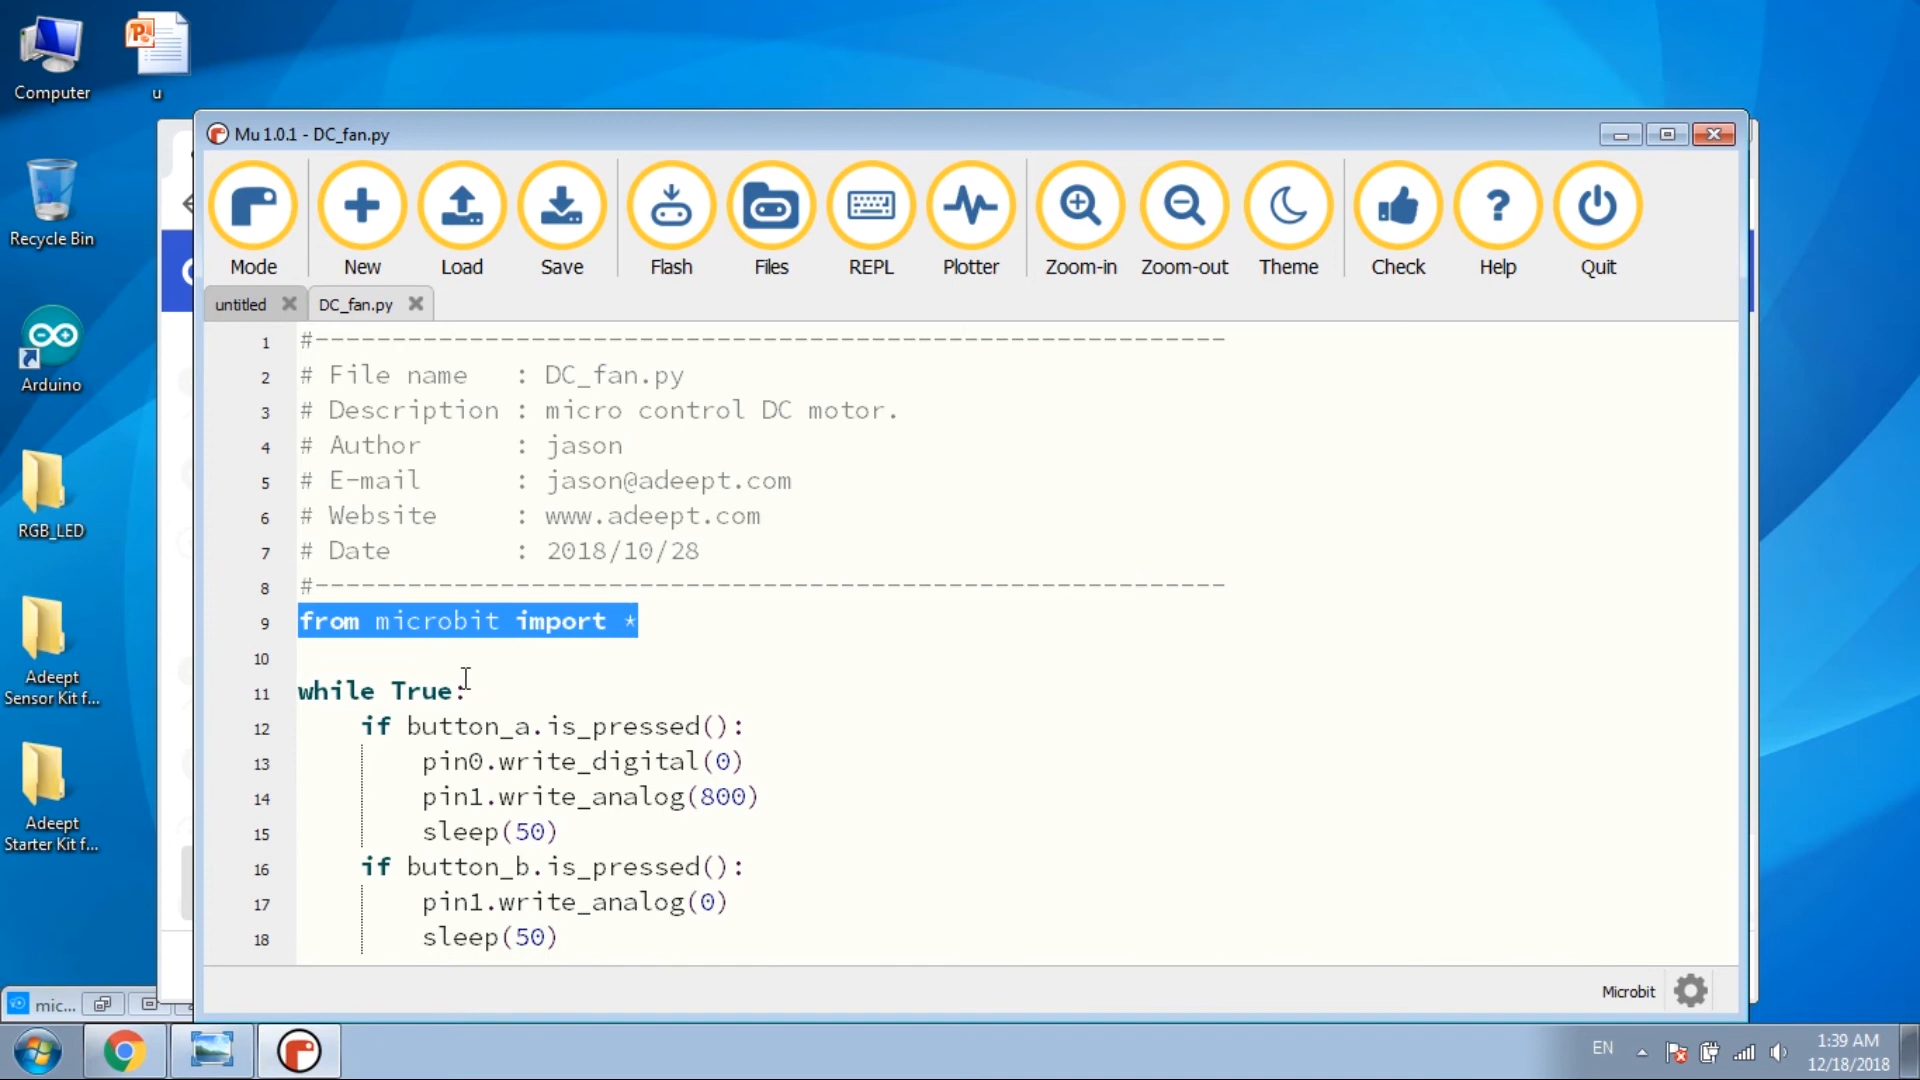 Computer
u
Recycle Bin
Arduino
RGB_LED
Adeept
Sensor Kit f...
Adeept
Starter Kit f...
mic...
Mu 1.0.1 - DC_fan.py
Mode New Load Save Flash Files REPL Plotter Zoom-in Zoom-out Theme Check Help Quit
untitled DC_fan.py
1 #-----------------------------------------------------------
2 # File name   : DC_fan.py
3 # Description : micro control DC motor.
4 # Author      : jason
5 # E-mail      : jason@adeept.com
6 # Website     : www.adeept.com
7 # Date        : 2018/10/28
8 #-----------------------------------------------------------
9 from microbit import *
10
11 while True:
12     if button_a.is_pressed():
13         pin0.write_digital(0)
14         pin1.write_analog(800)
15         sleep(50)
16     if button_b.is_pressed():
17         pin1.write_analog(0)
18         sleep(50)
Microbit
EN
1:39 AM
12/18/2018